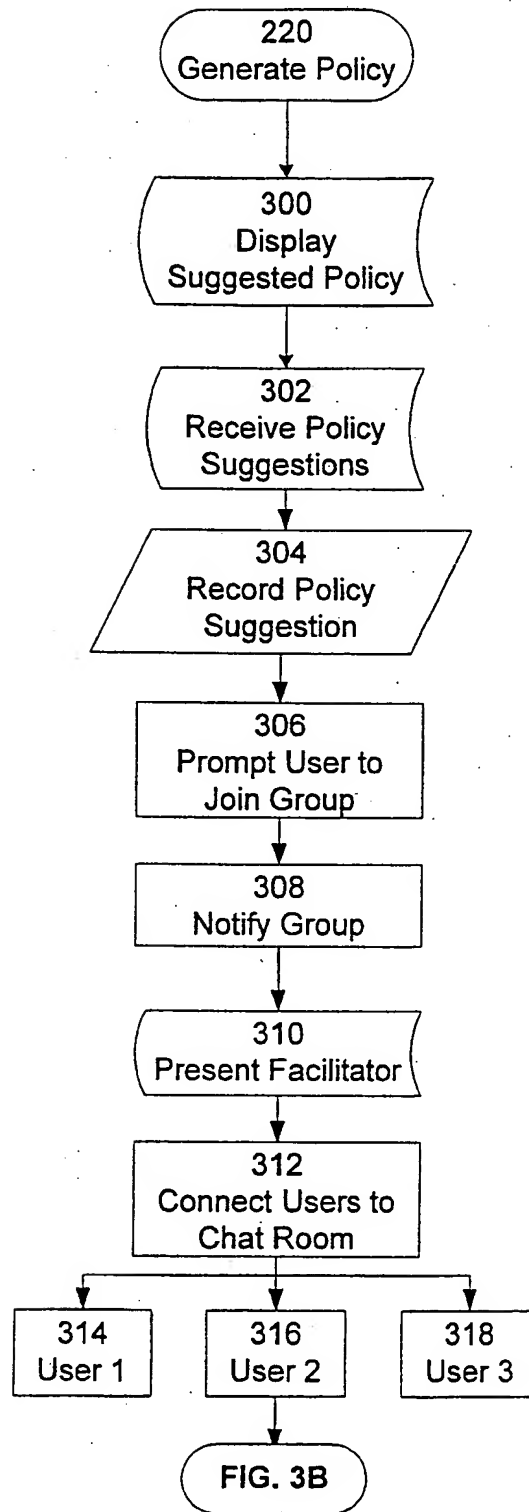 220
Generate Policy
300
Display
Suggested Policy
302
Receive Policy
Suggestions
304
Record Policy
Suggestion
306
Prompt User to
Join Group
308
Notify Group
310
Present Facilitator
312
Connect Users to
Chat Room
314
User 1
316
User 2
318
User 3
FIG. 3B